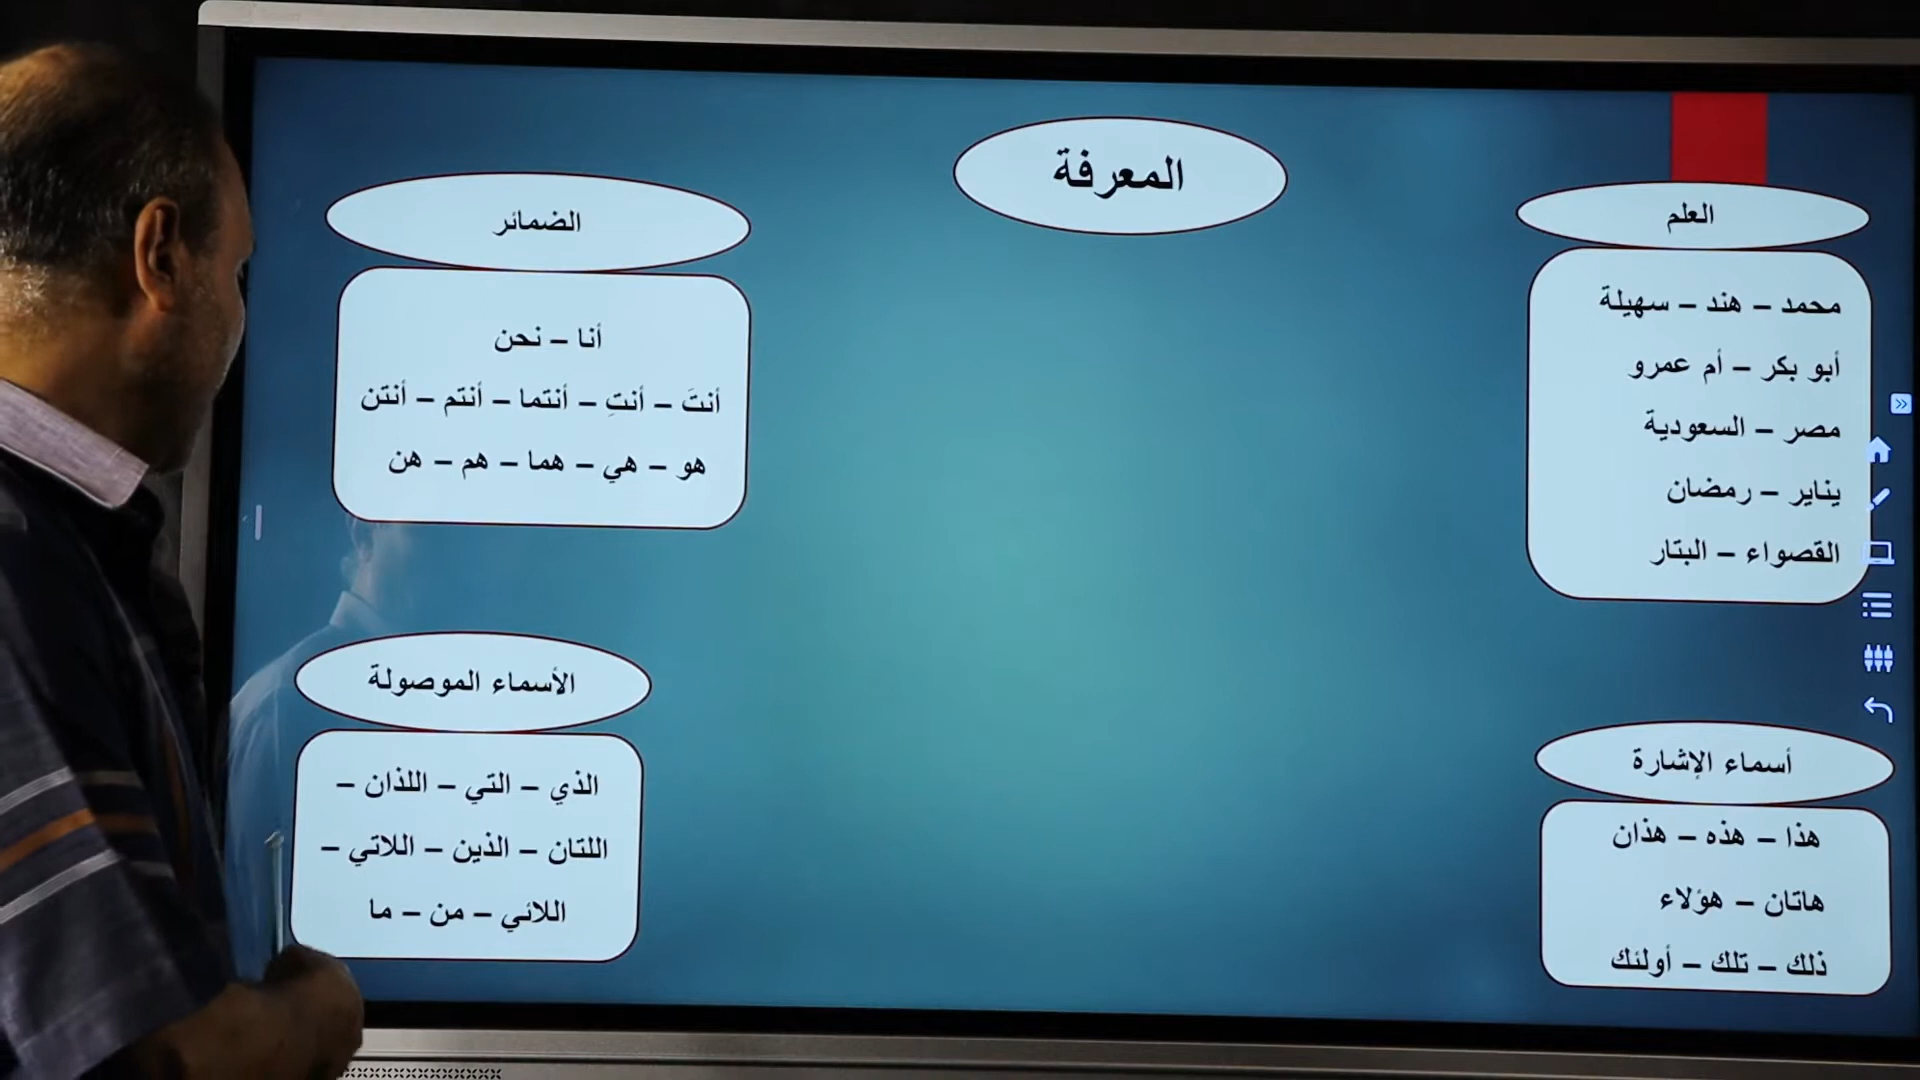 المعرفة
العلم
محمد – هند – سهيلة
أبو بكر – أم عمرو
مصر – السعودية
يناير – رمضان
القصواء – البتار
الضمائر
أنا – نحن
أنتَ – أنتِ – أنتما – أنتم – أنتن
هو – هي – هما – هم – هن
أسماء الإشارة
هذا – هذه – هذان
هاتان – هؤلاء
ذلك – تلك – أولئك
الأسماء الموصولة
الذي – التي – اللذان –
اللتان – الذين – اللاتي –
اللائي – من – ما